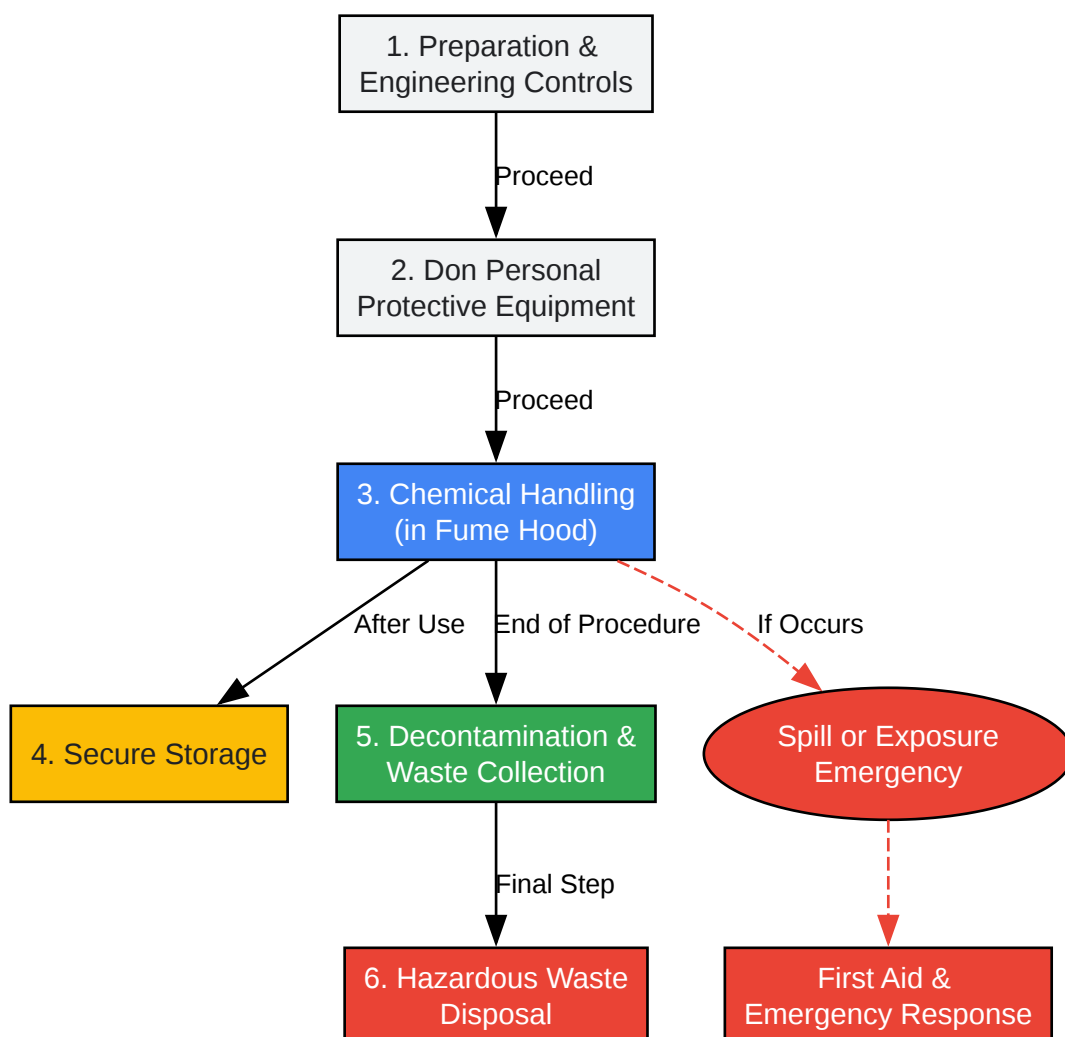 1. Preparation &
Engineering Controls
Proceed
2. Don Personal
Protective Equipment
Proceed
3. Chemical Handling
(in Fume Hood)
After Use
End of Procedure
If Occurs
4. Secure Storage
5. Decontamination &
Waste Collection
Spill or Exposure
Emergency
Final Step
6. Hazardous Waste
Disposal
First Aid &
Emergency Response